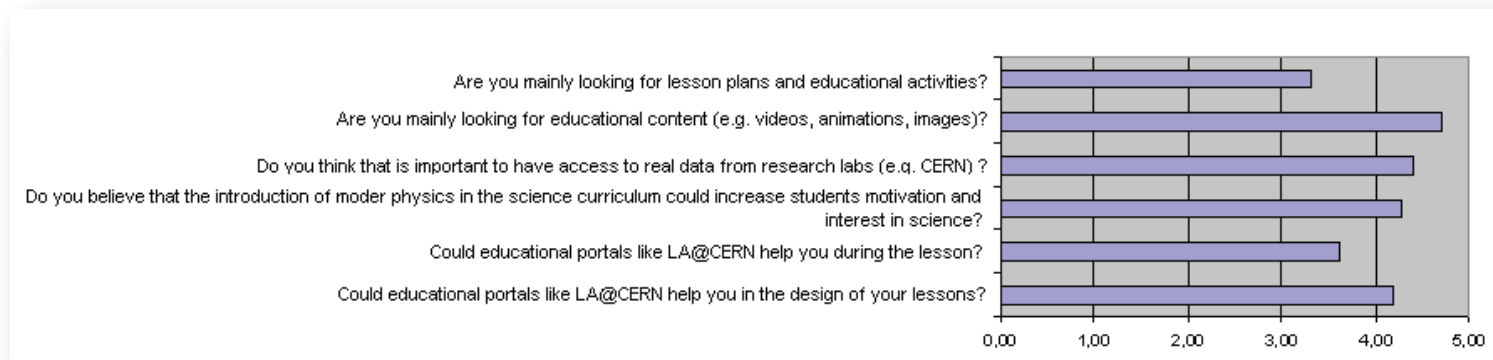 Are you mainly looking for lesson plans and educational activities?
Are you mainly looking for educational content (e.g. videos, animations, images)?
Do you think that is important to have access to real data from research labs (e.g. CERN) ?
Do you believe that the introduction of moder physics in the science curriculum could increase students motivation and
interest in science?
Could educational portals like LA@CERN help you during the lesson?
Could educational portals like LA@CERN help you in the design of your lessons?
0,00 1,00 2,00 3,00 4,00 5,00